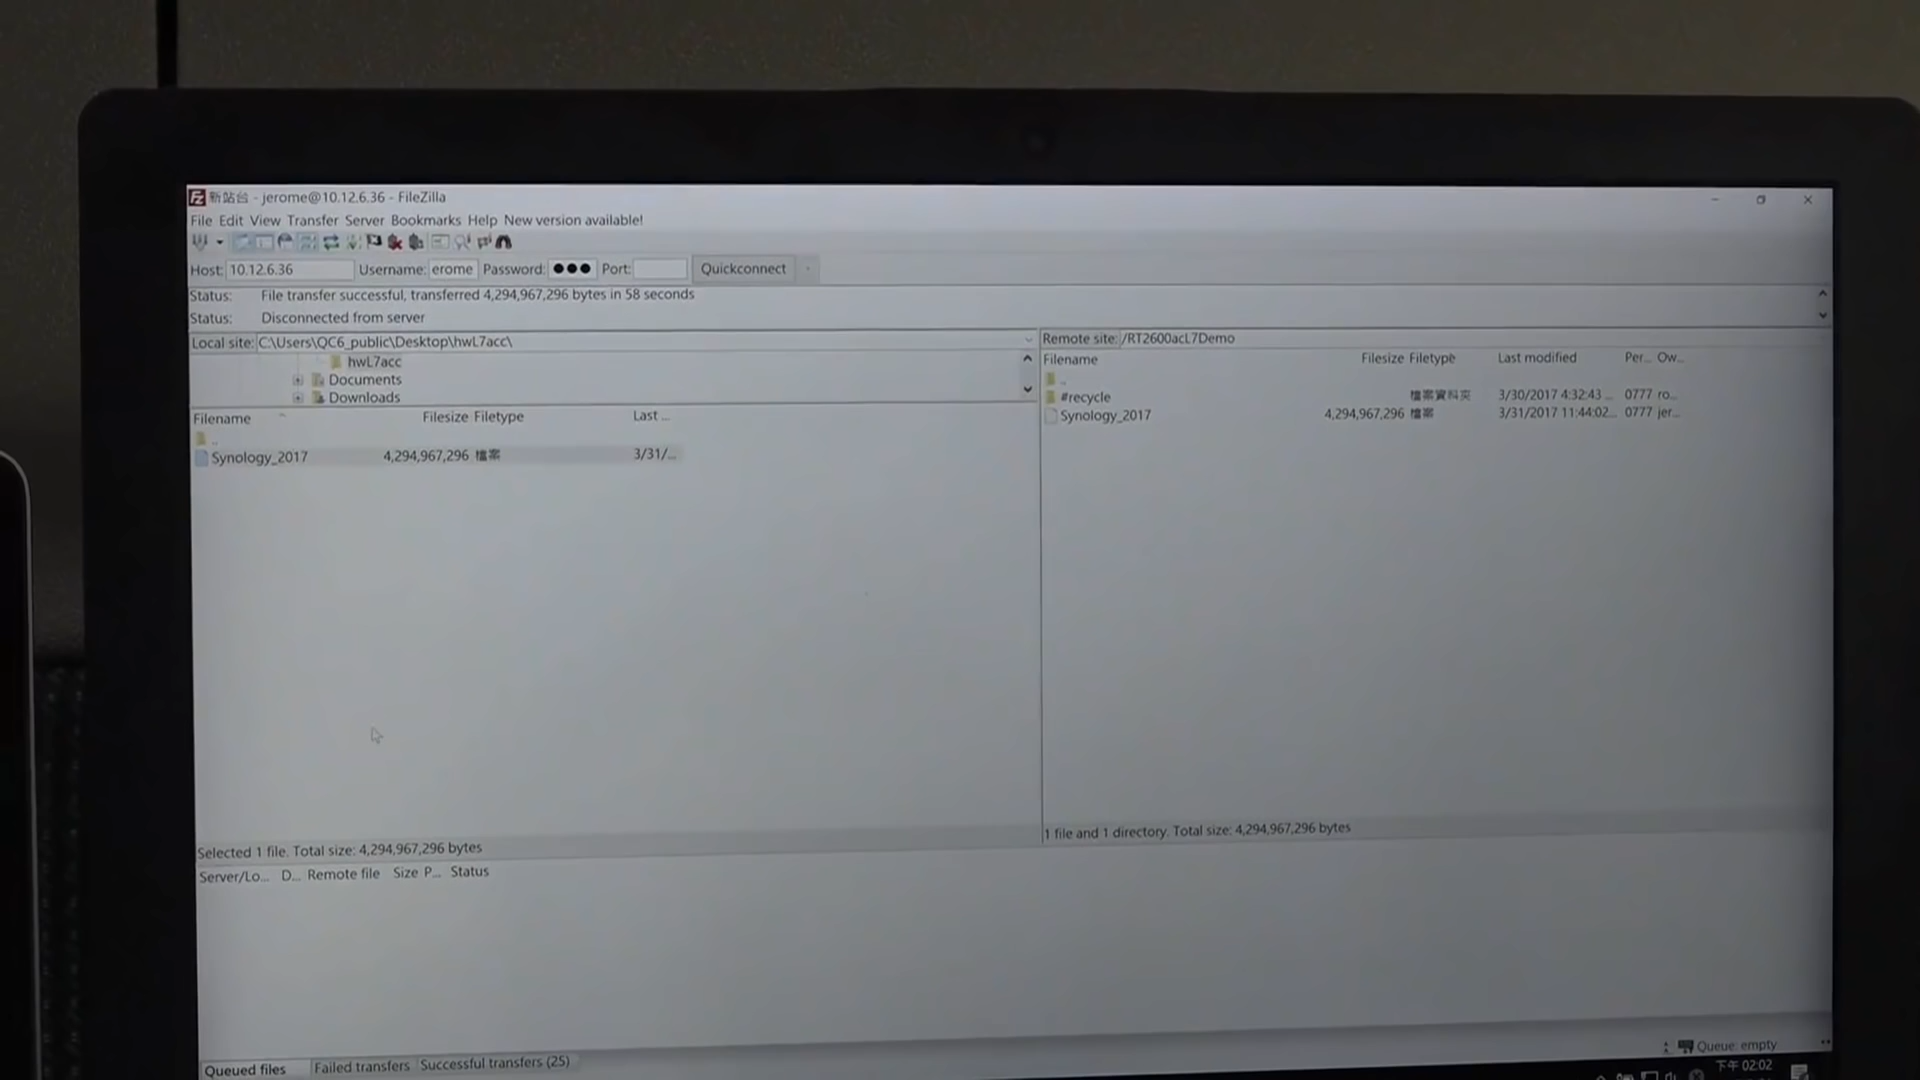 新站台 - jerome@10.12.6.36 - FileZilla
File Edit View Transfer Server Bookmarks Help New version available!
Host: 10.12.6.36 Username: erome Password: ●●● Port: Quickconnect
Status: File transfer successful, transferred 4,294,967,296 bytes in 58 seconds
Status: Disconnected from server
Local site: C:\Users\QC6_public\Desktop\hwL7acc\
hwL7acc
Documents
Downloads
Filename Filesize Filetype Last ...
..
Synology_2017 4,294,967,296 檔案 3/31/...
Selected 1 file. Total size: 4,294,967,296 bytes
Remote site: /RT2600acL7Demo
Filename Filesize Filetype Last modified Per... Ow...
..
#recycle 檔案資料夾 3/30/2017 4:32:43 ... 0777 ro...
Synology_2017 4,294,967,296 檔案 3/31/2017 11:44:02... 0777 jer...
1 file and 1 directory. Total size: 4,294,967,296 bytes
Server/Lo... D... Remote file Size P... Status
Queued files Failed transfers Successful transfers (25)
Queue: empty
下午 02:02